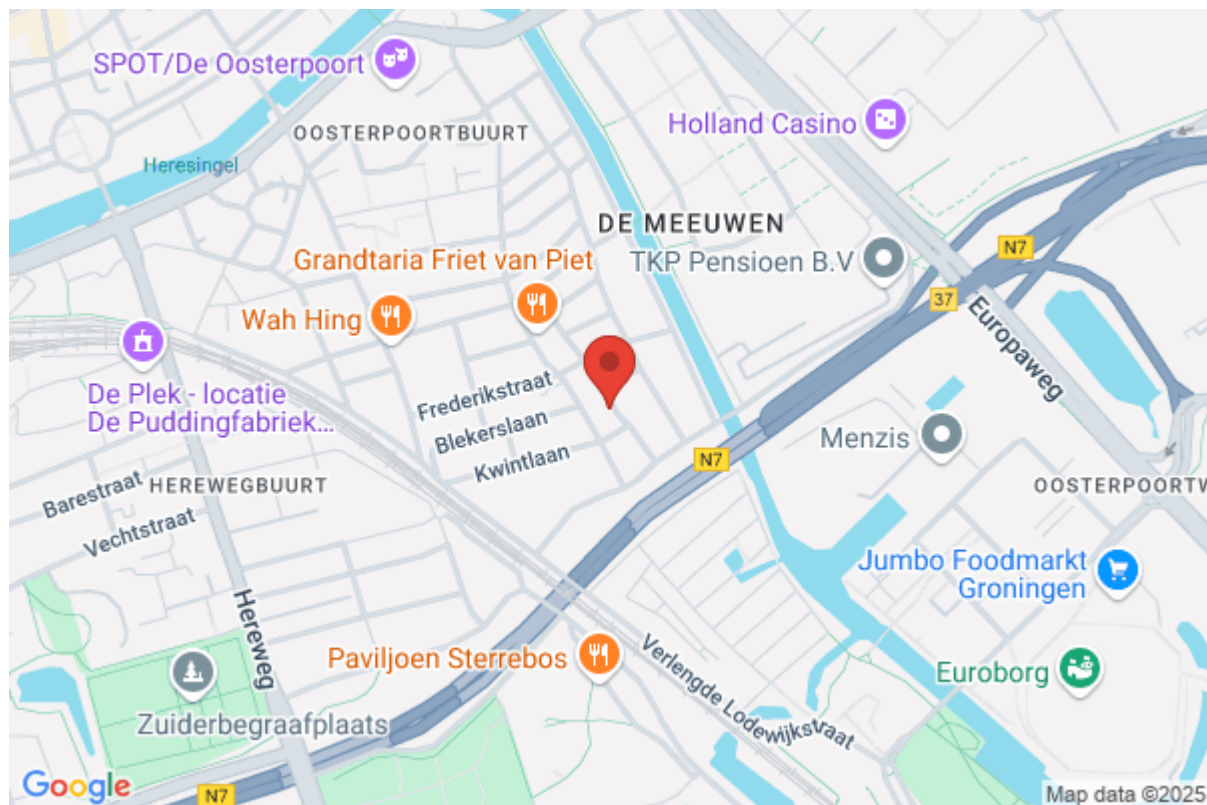 SPOT/De Oosterpoort
Holland Casino
OOSTERPOORTBUURT
Heresingel
DE MEEUWEN
N7
Grandtaria Friet van Piet
TKP Pensioen B.V
37
Wah Hing
Europaweg
De Plek - locatie
De Puddingfabriek...
Frederikstraat
Blekerslaan
Kwintlaan
Menzis
N7
Barestraat
HEREWEGBUURT
OOSTERPOORTW
Vechtstraat
Jumbo Foodmarkt
Groningen
Hereweg
Paviljoen Sterrebos
Verlengde Lodewijkstraat
Euroborg
Zuiderbegraafplaats
Google
N7
Map data ©2025